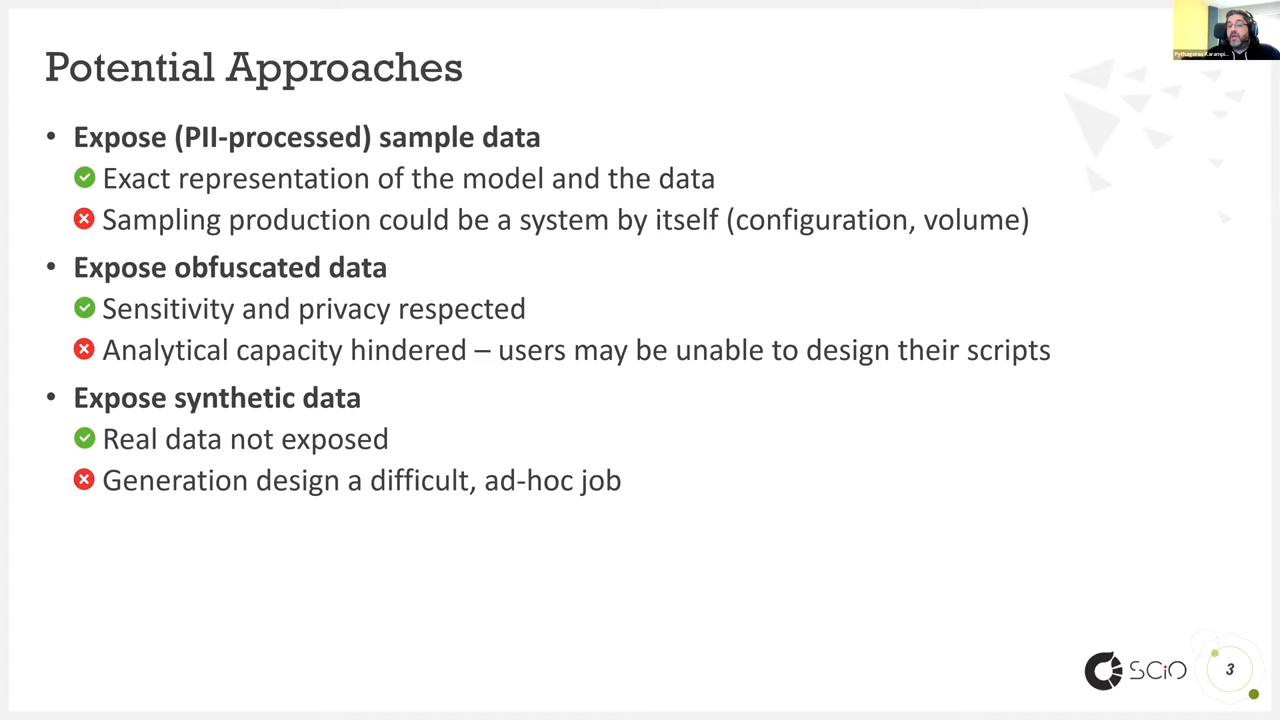 Potential Approaches
Pythagoras Karampi...
• Expose (PII-processed) sample data
Exact representation of the model and the data
Sampling production could be a system by itself (configuration, volume)
• Expose obfuscated data
Sensitivity and privacy respected
Analytical capacity hindered – users may be unable to design their scripts
• Expose synthetic data
Real data not exposed
Generation design a difficult, ad-hoc job
SCiO
3